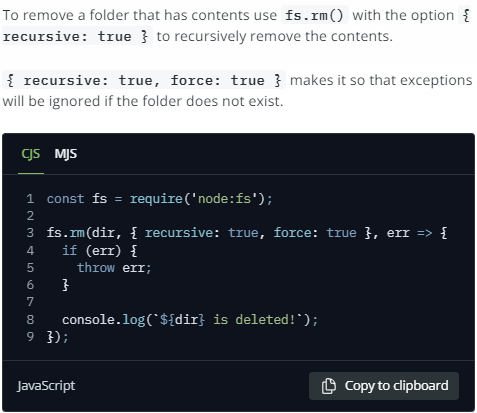 To remove a folder that has contents use fs.rm() with the option {
recursive: true } to recursively remove the contents.
{ recursive: true, force: true } makes it so that exceptions
will be ignored if the folder does not exist.
CJS MJS
1 const fs = require('node:fs');
2
3 fs.rm(dir, { recursive: true, force: true }, err => {
4   if (err) {
5     throw err;
6   }
7
8   console.log(`${dir} is deleted!`);
9 });
JavaScript Copy to clipboard